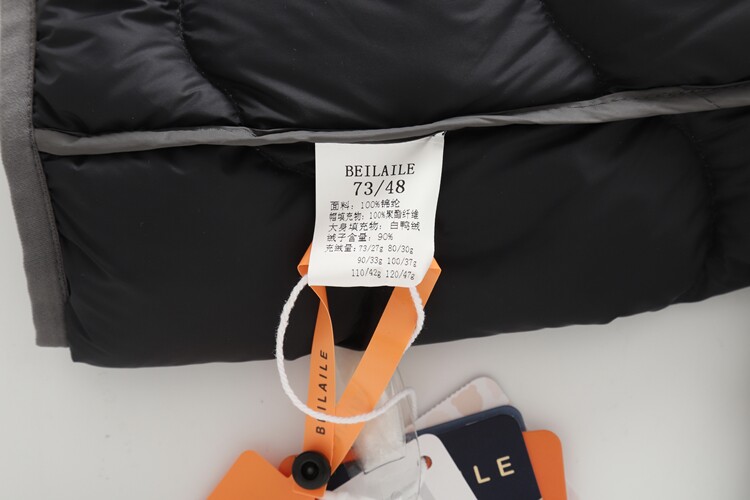 BEILAILE
73/48
面料: 100%锦纶
帽填充物: 100%聚酯纤维
大身填充物: 白鸭绒
绒子含量: 90%
充绒量: 73/27g 80/30g
90/33g 100/37g
110/42g 120/47g
BEILAILE
LE